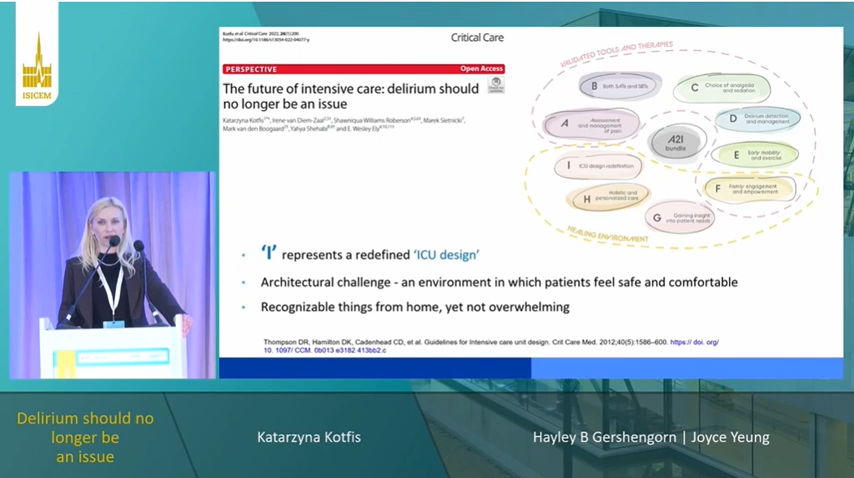 ISICEM
Kotfis et al. Critical Care 2022, 26(1):200
https://doi.org/10.1186/s13054-022-04077-y
Critical Care
PERSPECTIVE
Open Access
The future of intensive care: delirium should
no longer be an issue
Katarzyna Kotfis
Irene van Diem-Zaal
Shawniqua Williams Roberson
Marek Sietnicki
Mark van den Boogaard
Yahya Shehabi
and E. Wesley Ely
VALIDATED TOOLS AND THERAPIES
B Both SATs and SBTs
C Choice of analgesia
and sedation
A Assessment
and management
of pain
D Delirium detection
and management
A2I
bundle
E Early mobility
and exercise
I ICU design redefinition
F Family engagement
and empowerment
H Holistic and
personalized care
G Gaining insight
into patient needs
HEALING ENVIRONMENT
• 'I' represents a redefined 'ICU design'
• Architectural challenge - an environment in which patients feel safe and comfortable
• Recognizable things from home, yet not overwhelming
Thompson DR, Hamilton DK, Cadenhead CD, et al. Guidelines for Intensive care unit design. Crit Care Med. 2012;40(5):1586–600. https:// doi. org/
10. 1097/ CCM. 0b013 e3182 413bb2.c
Delirium should no
longer be
an issue
Katarzyna Kotfis
Hayley B Gershengorn | Joyce Yeung